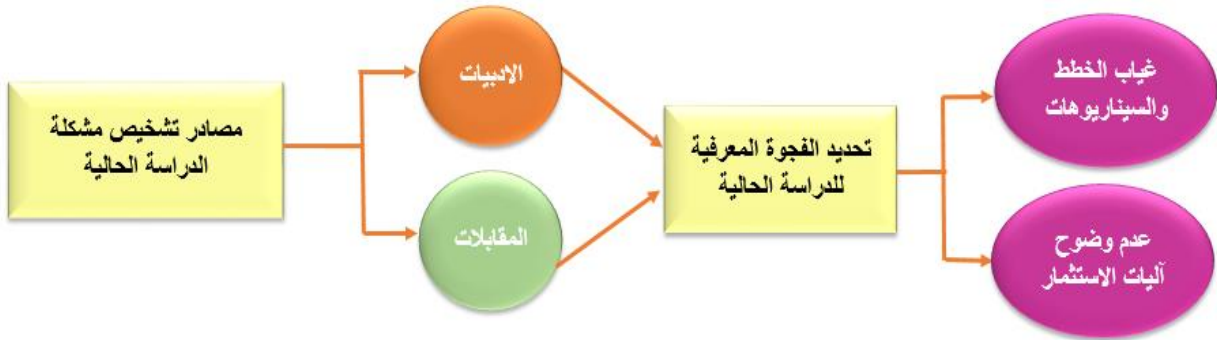 مصادر تشخيص مشكلة
الدراسة الحالية
الادبيات
المقابلات
تحديد الفجوة المعرفية
للدراسة الحالية
غياب الخطط
والسيناريوهات
عدم وضوح
آليات الاستثمار